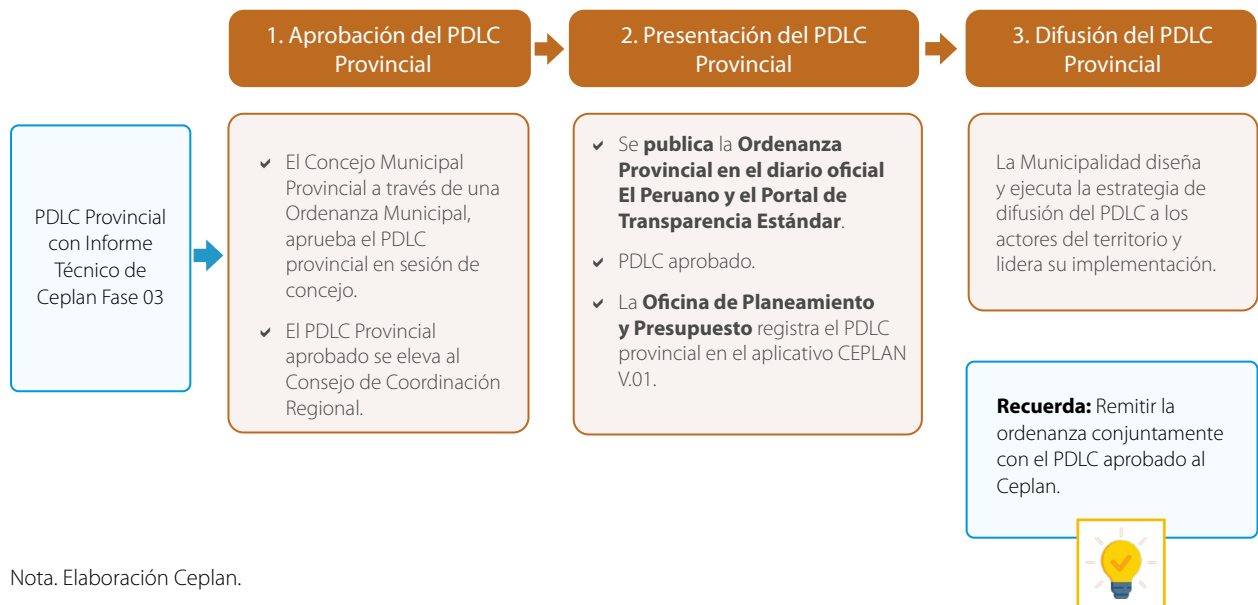 1. Aprobación del PDLC
Provincial
2. Presentación del PDLC
Provincial
3. Difusión del PDLC
Provincial
PDLC Provincial
con Informe
Técnico de
Ceplan Fase 03
El Concejo Municipal
Provincial a través de una
Ordenanza Municipal,
aprueba el PDLC
provincial en sesión de
concejo.
El PDLC Provincial
aprobado se eleva al
Consejo de Coordinación
Regional.
Se publica la Ordenanza
Provincial en el diario oficial
El Peruano y el Portal de
Transparencia Estándar.
PDLC aprobado.
La Oficina de Planeamiento
y Presupuesto registra el PDLC
provincial en el aplicativo CEPLAN
V.01.
La Municipalidad diseña
y ejecuta la estrategia de
difusión del PDLC a los
actores del territorio y
lidera su implementación.
Recuerda: Remitir la
ordenanza conjuntamente
con el PDLC aprobado al
Ceplan.
Nota. Elaboración Ceplan.